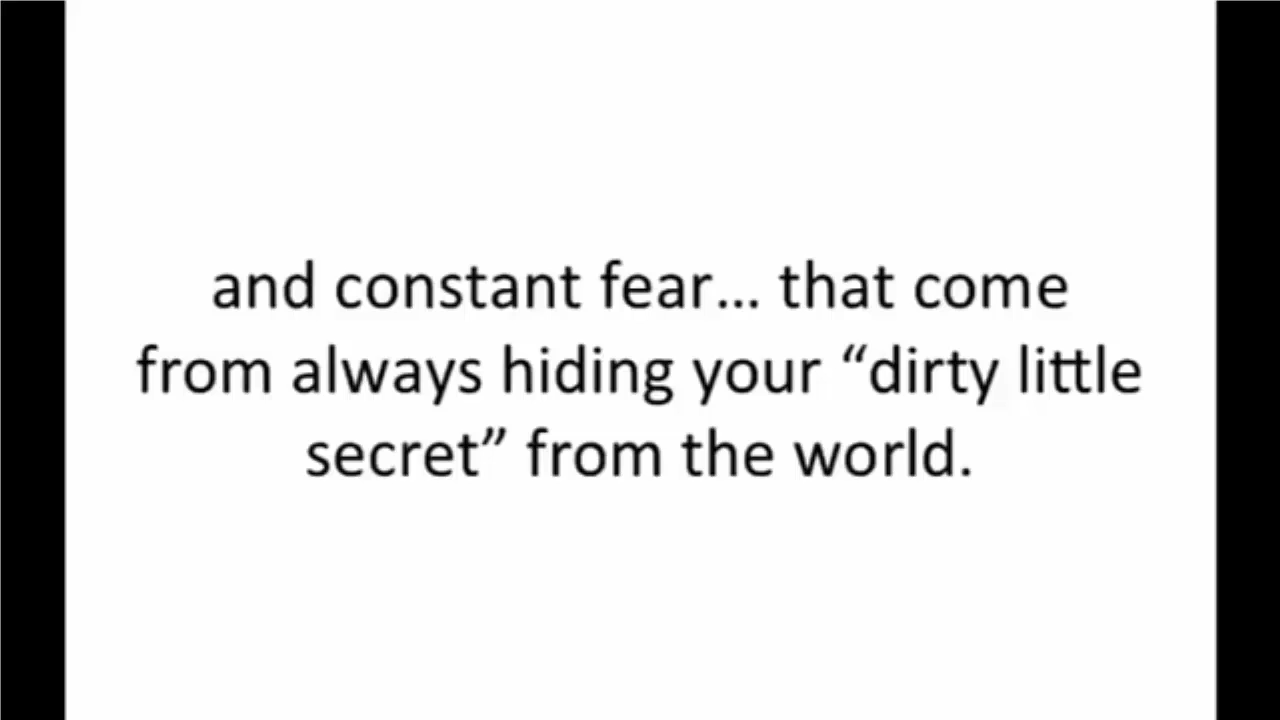 and constant fear... that come
from always hiding your “dirty little
secret” from the world.